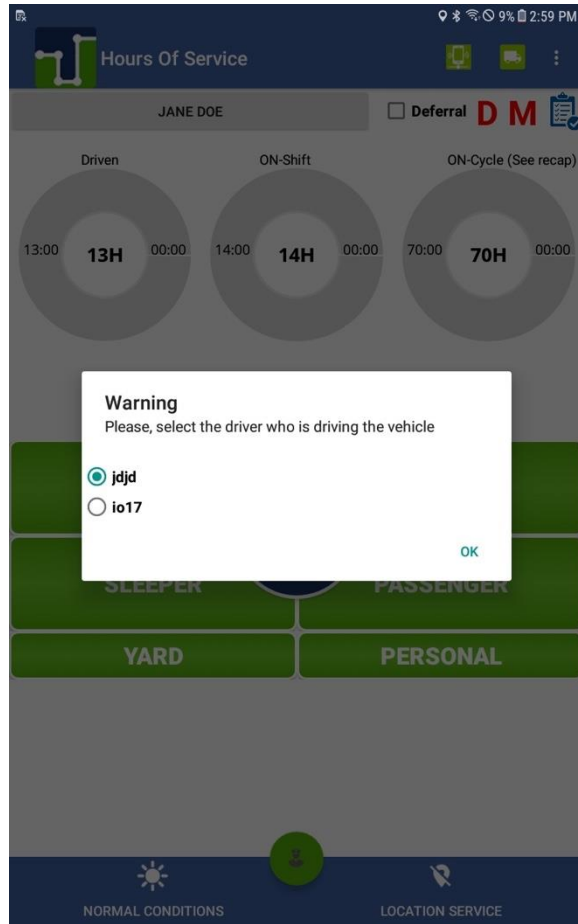 9% 2:59 PM
Hours Of Service
JANE DOE
Deferral D M
Driven
ON-Shift
ON-Cycle (See recap)
13:00 13H 00:00 14:00 14H 00:00 70:00 70H 00:00
Warning
Please, select the driver who is driving the vehicle
jdjd
io17
OK
SLEEPER
PASSENGER
YARD
PERSONAL
NORMAL CONDITIONS
LOCATION SERVICE